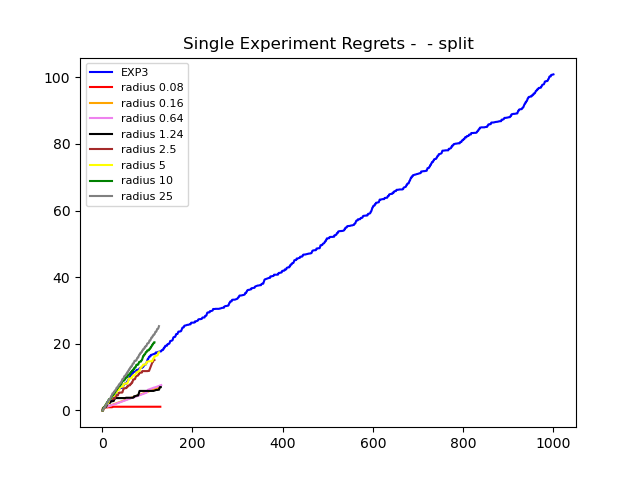 Single Experiment Regrets -  - split
EXP3
radius 0.08
radius 0.16
radius 0.64
radius 1.24
radius 2.5
radius 5
radius 10
radius 25
100
80
60
40
20
0
0 200 400 600 800 1000